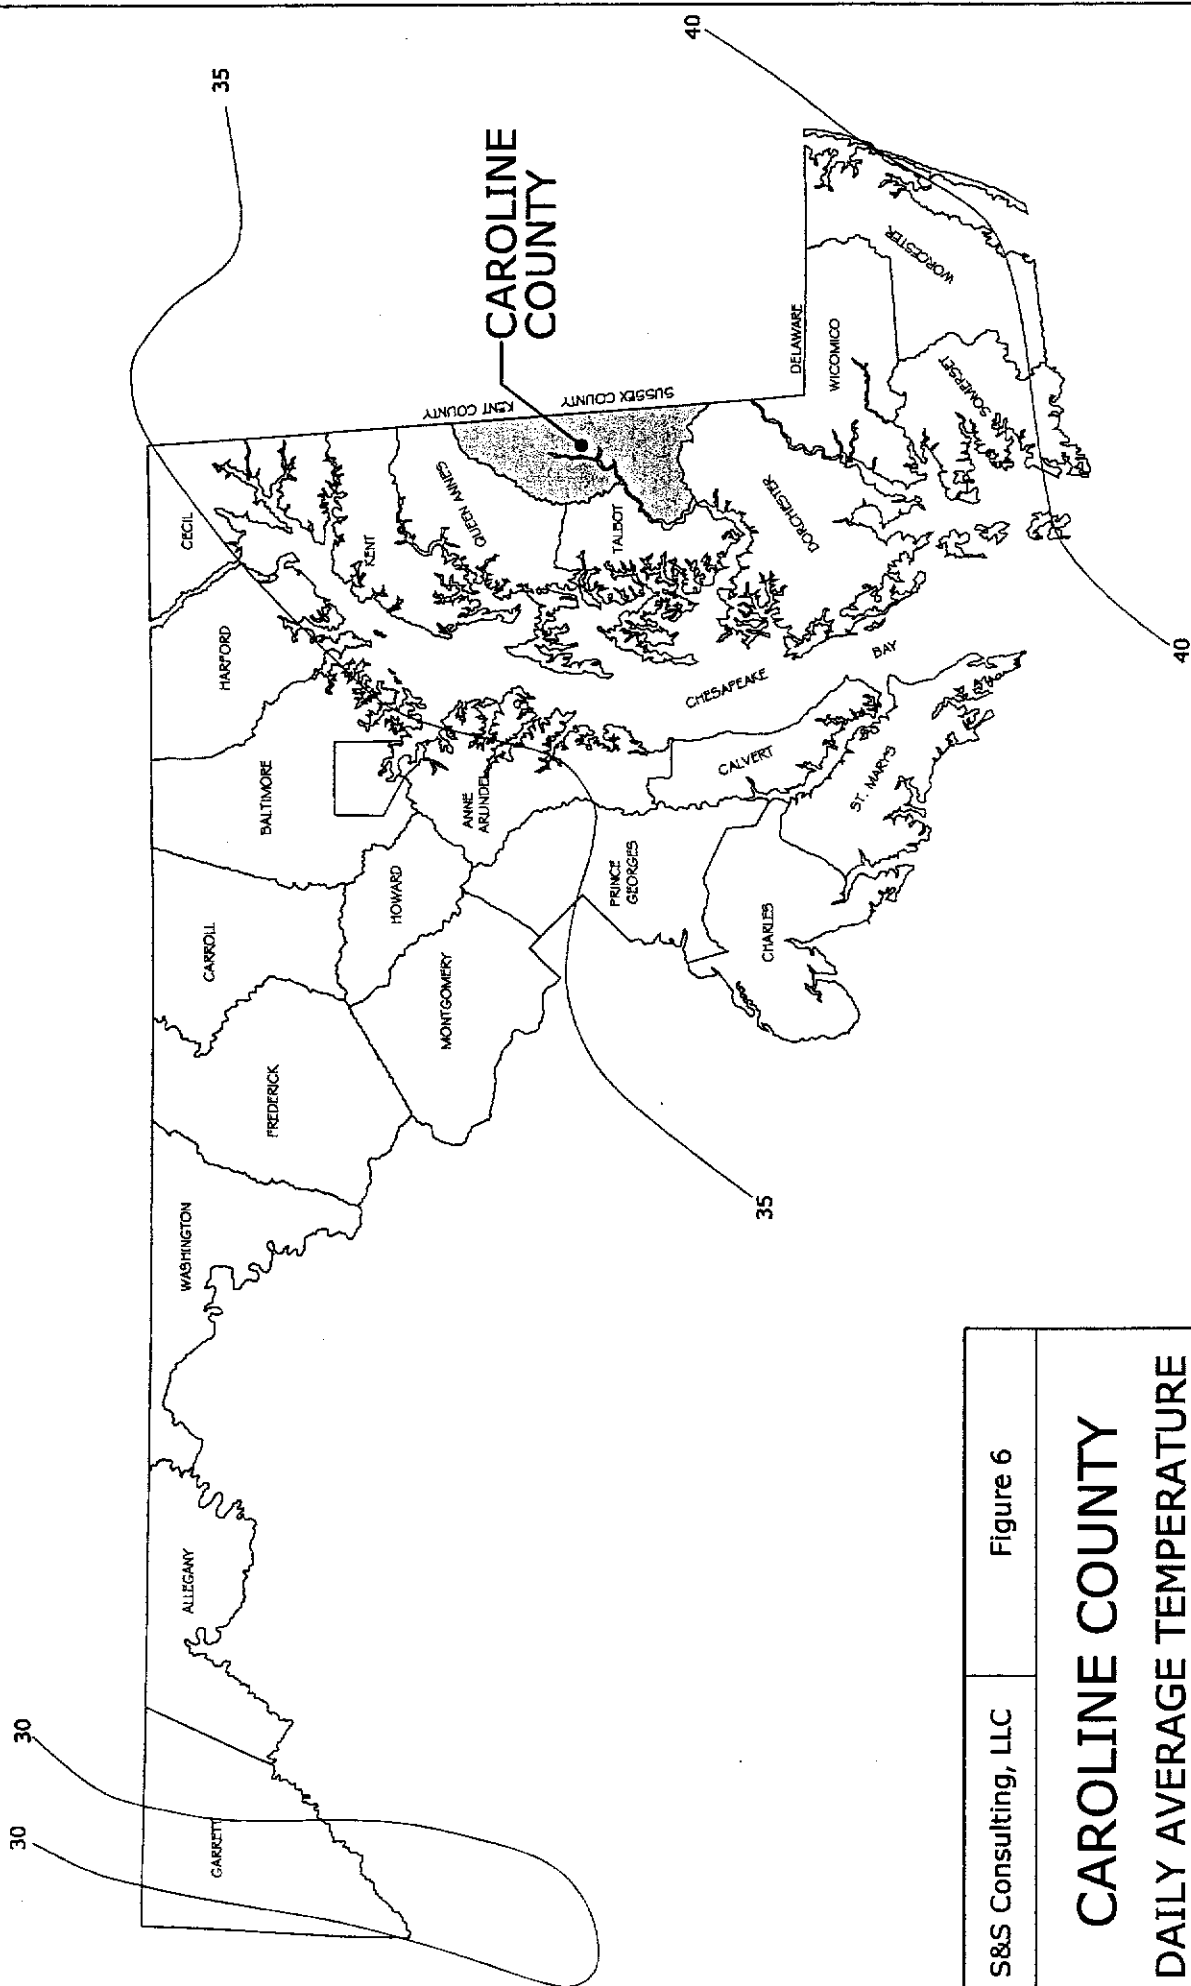 30
30
35
40
GARRETT
ALLEGANY
WASHINGTON
FREDERICK
CARROLL
BALTIMORE
HARFORD
CECIL
HOWARD
MONTGOMERY
ANNE
ARUNDEL
KENT
QUEEN ANNES
KENT COUNTY
SUSSEX COUNTY
CAROLINE
COUNTY
TALBOT
PRINCE
GEORGES
CHARLES
CALVERT
ST. MARYS
CHESAPEAKE
BAY
DORCHESTER
DELAWARE
WICOMICO
WORCESTER
SOMERSET
35
40
S&S Consulting, LLC
Figure 6
CAROLINE COUNTY
DAILY AVERAGE TEMPERATURE